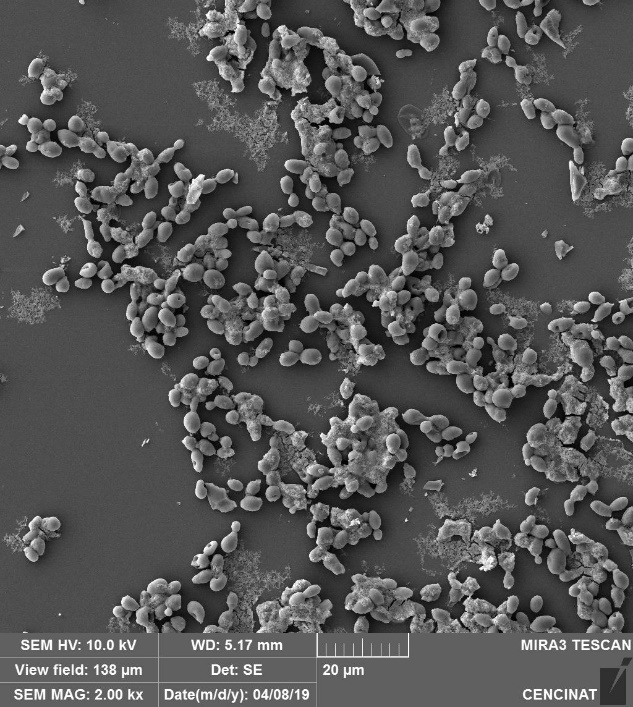 SEM HV: 10.0 kV WD: 5.17 mm MIRA3 TESCAN
View field: 138 µm Det: SE 20 µm
SEM MAG: 2.00 kx Date(m/d/y): 04/08/19 CENCINAT